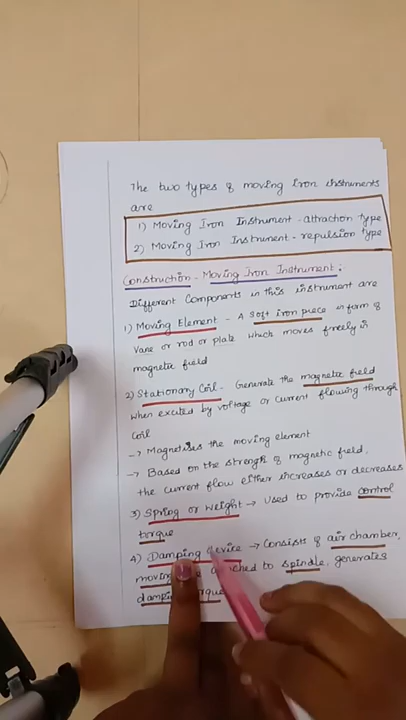 The two types of moving iron instruments
are
1) Moving Iron Instrument - attraction type
2) Moving Iron Instrument - repulsion type
Construction - Moving Iron Instrument :
Different Components in this instrument are
1) Moving Element - A soft iron piece in form of
vane or rod or plate which moves freely in
magnetic field
2) Stationary Coil - Generate the magnetic field
when excited by voltage or current flowing through
coil
-> Magnetises the moving element
-> Based on the strength of magnetic field,
the current flow either increases or decreases
3) Spring or weight -> Used to provide control
torque
4) Damping device -> Consists of air chamber,
moving attached to spindle, generates
damping torque